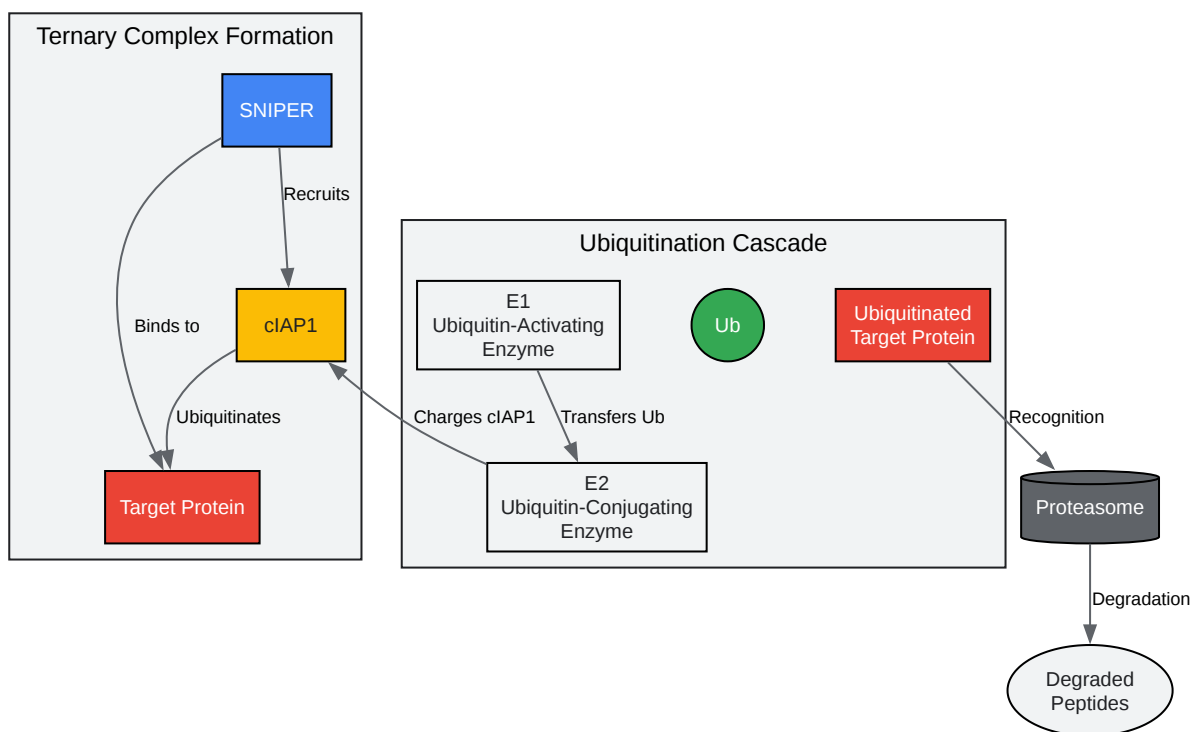 Ternary Complex Formation
SNIPER
Recruits
Binds to
cIAP1
Ubiquitinates
Target Protein
Ubiquitination Cascade
E1
Ubiquitin-Activating
Enzyme
Ub
Ubiquitinated
Target Protein
Charges cIAP1
Transfers Ub
Recognition
E2
Ubiquitin-Conjugating
Enzyme
Proteasome
Degradation
Degraded
Peptides